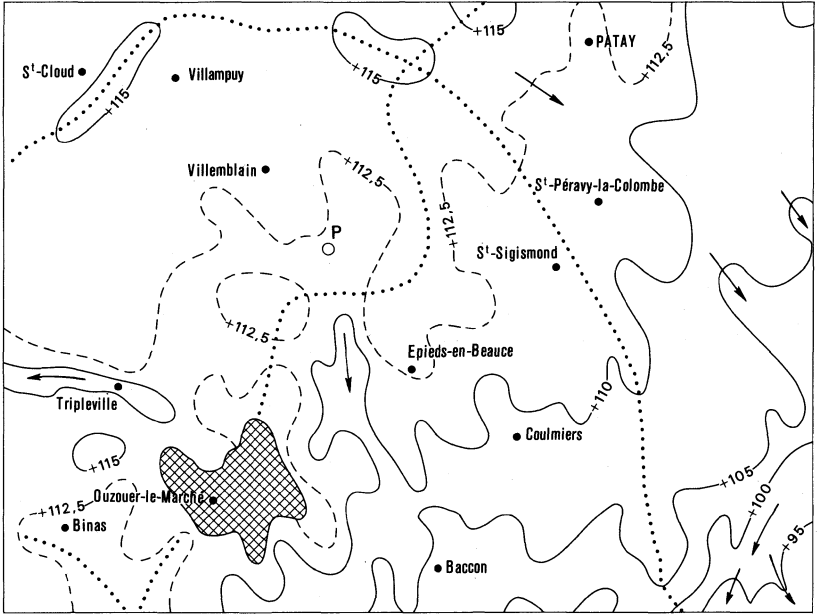 +115
PATAY
+112,5
Sᵗ-Cloud
Villampuy
+115
+115
Villemblain
+112,5
Sᵗ-Péravy-la-Colombe
+112,5
P
Sᵗ-Sigismond
+112,5
Epieds-en-Beauce
Tripleville
+110
Coulmiers
+115
+105
Ouzouer-le-Marché
+100
+112,5
Binas
+95
Baccon